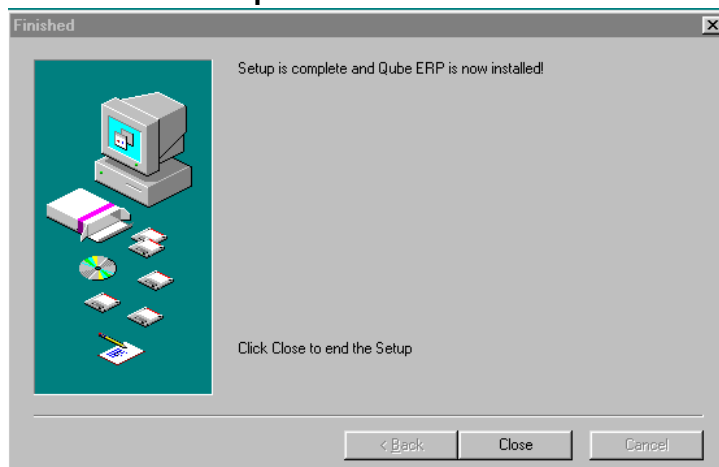 Finished
Setup is complete and Qube ERP is now installed!
Click Close to end the Setup
< Back
Close
Cancel